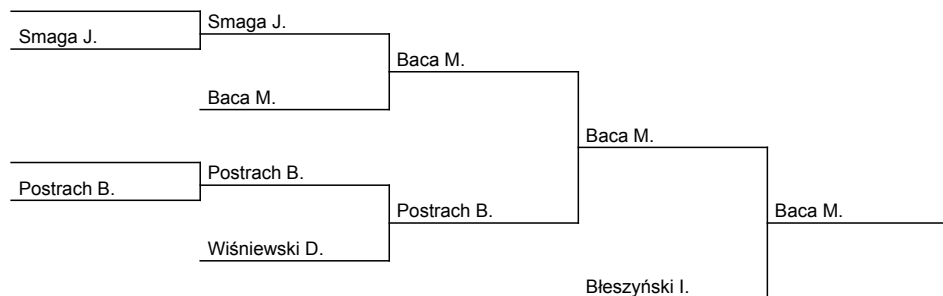 Smaga J.
Smaga J.
Baca M.
Baca M.
Baca M.
Postrach B.
Postrach B.
Postrach B.
Baca M.
Wiśniewski D.
Błeszyński I.